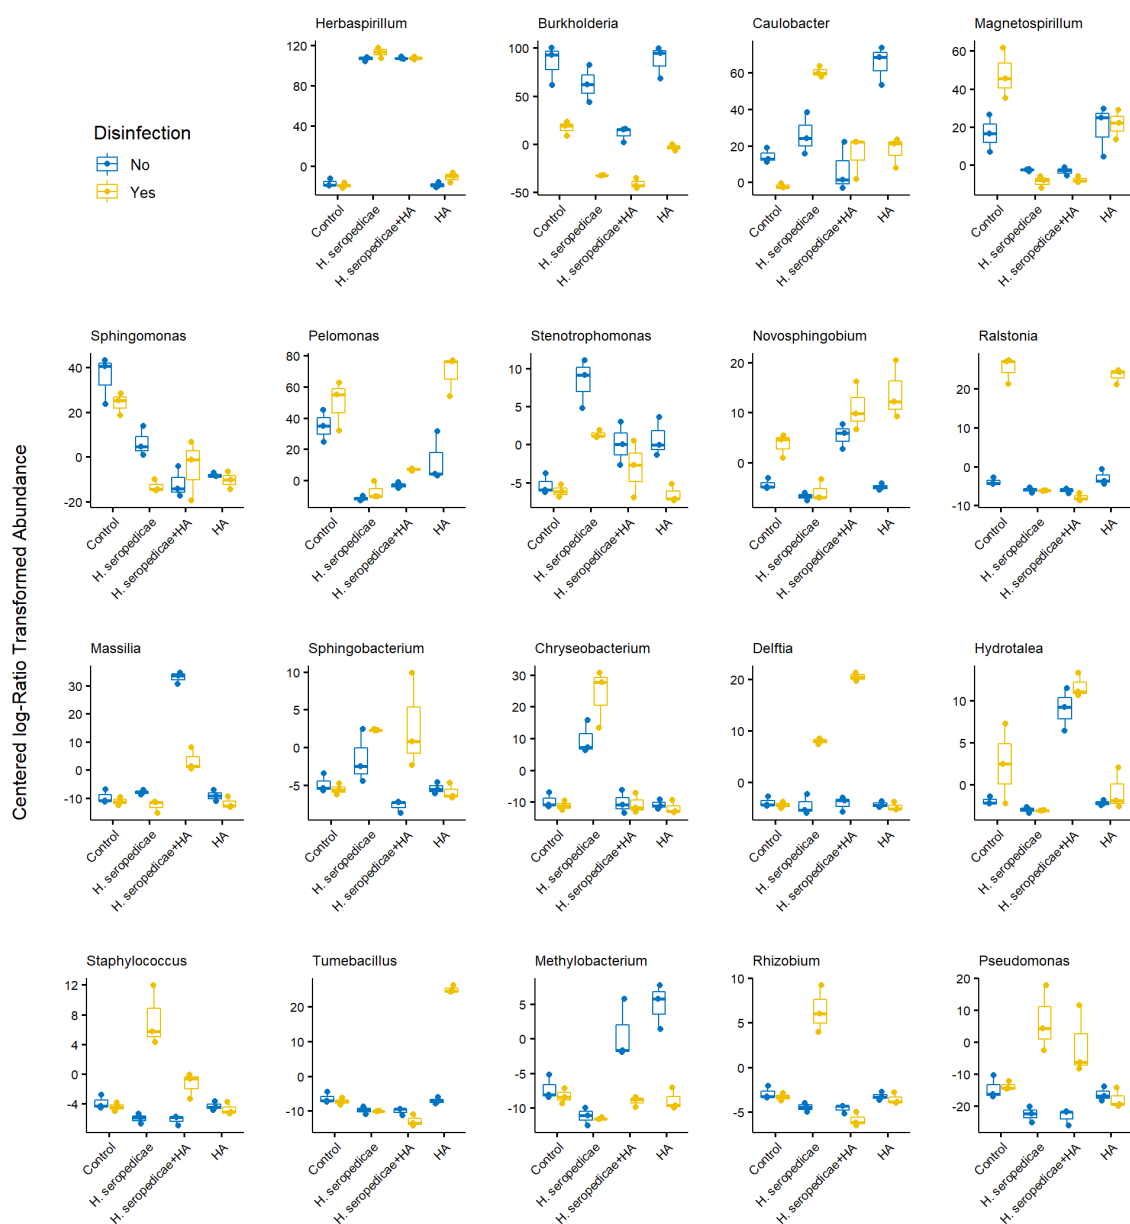 Herbaspirillum
Burkholderia
Caulobacter
Magnetospirillum
Disinfection
No
Yes
120
80
40
0
Control
H. seropedicae
H. seropedicae+HA
HA
100
75
50
25
0
-25
-50
Control
H. seropedicae
H. seropedicae+HA
HA
60
40
20
0
Control
H. seropedicae
H. seropedicae+HA
HA
60
40
20
0
Control
H. seropedicae
H. seropedicae+HA
HA
Centered log-Ratio Transformed Abundance
Sphingomonas
Pelomonas
Stenotrophomonas
Novosphingobium
Ralstonia
40
20
0
-20
Control
H. seropedicae
H. seropedicae+HA
HA
80
60
40
20
0
Control
H. seropedicae
H. seropedicae+HA
HA
10
5
0
-5
Control
H. seropedicae
H. seropedicae+HA
HA
20
10
0
Control
H. seropedicae
H. seropedicae+HA
HA
20
10
0
-10
Control
H. seropedicae
H. seropedicae+HA
HA
Massilia
Sphingobacterium
Chryseobacterium
Delftia
Hydrotalea
30
20
10
0
-10
Control
H. seropedicae
H. seropedicae+HA
HA
10
5
0
-5
Control
H. seropedicae
H. seropedicae+HA
HA
30
20
10
0
-10
Control
H. seropedicae
H. seropedicae+HA
HA
20
10
0
Control
H. seropedicae
H. seropedicae+HA
HA
10
5
0
Control
H. seropedicae
H. seropedicae+HA
HA
Staphylococcus
Tumebacillus
Methylobacterium
Rhizobium
Pseudomonas
12
8
4
0
-4
Control
H. seropedicae
H. seropedicae+HA
HA
20
10
0
-10
Control
H. seropedicae
H. seropedicae+HA
HA
5
0
-5
-10
Control
H. seropedicae
H. seropedicae+HA
HA
10
5
0
-5
Control
H. seropedicae
H. seropedicae+HA
HA
20
10
0
-10
-20
Control
H. seropedicae
H. seropedicae+HA
HA